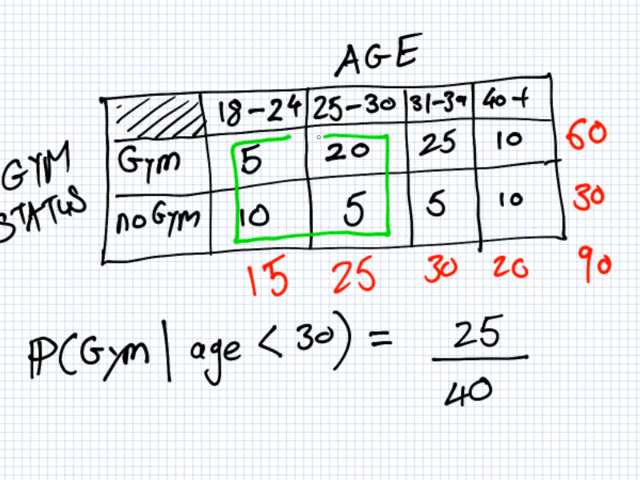 AGE
18-24 25-30 31-39 40+
GYM STATUS
Gym 5 20 25 10 60
no Gym 10 5 5 10 30
15 25 30 20 90
P(Gym | age < 30) = 25/40